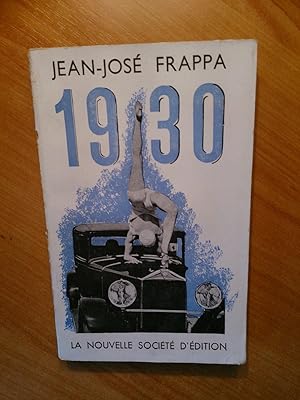 JEAN-JOSÉ FRAPPA
1930
LA NOUVELLE SOCIÉTÉ D'ÉDITION